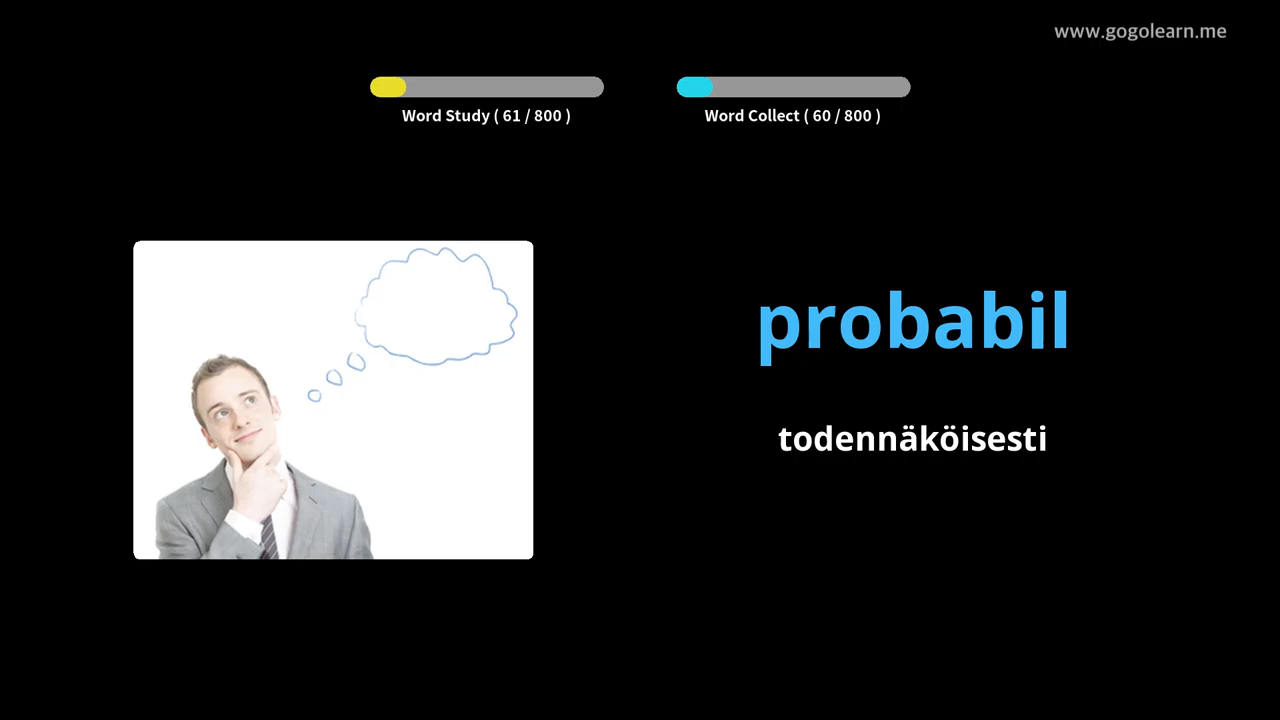 www.gogolearn.me
Word Study ( 61 / 800 )
Word Collect ( 60 / 800 )
probabil
todennäköisesti